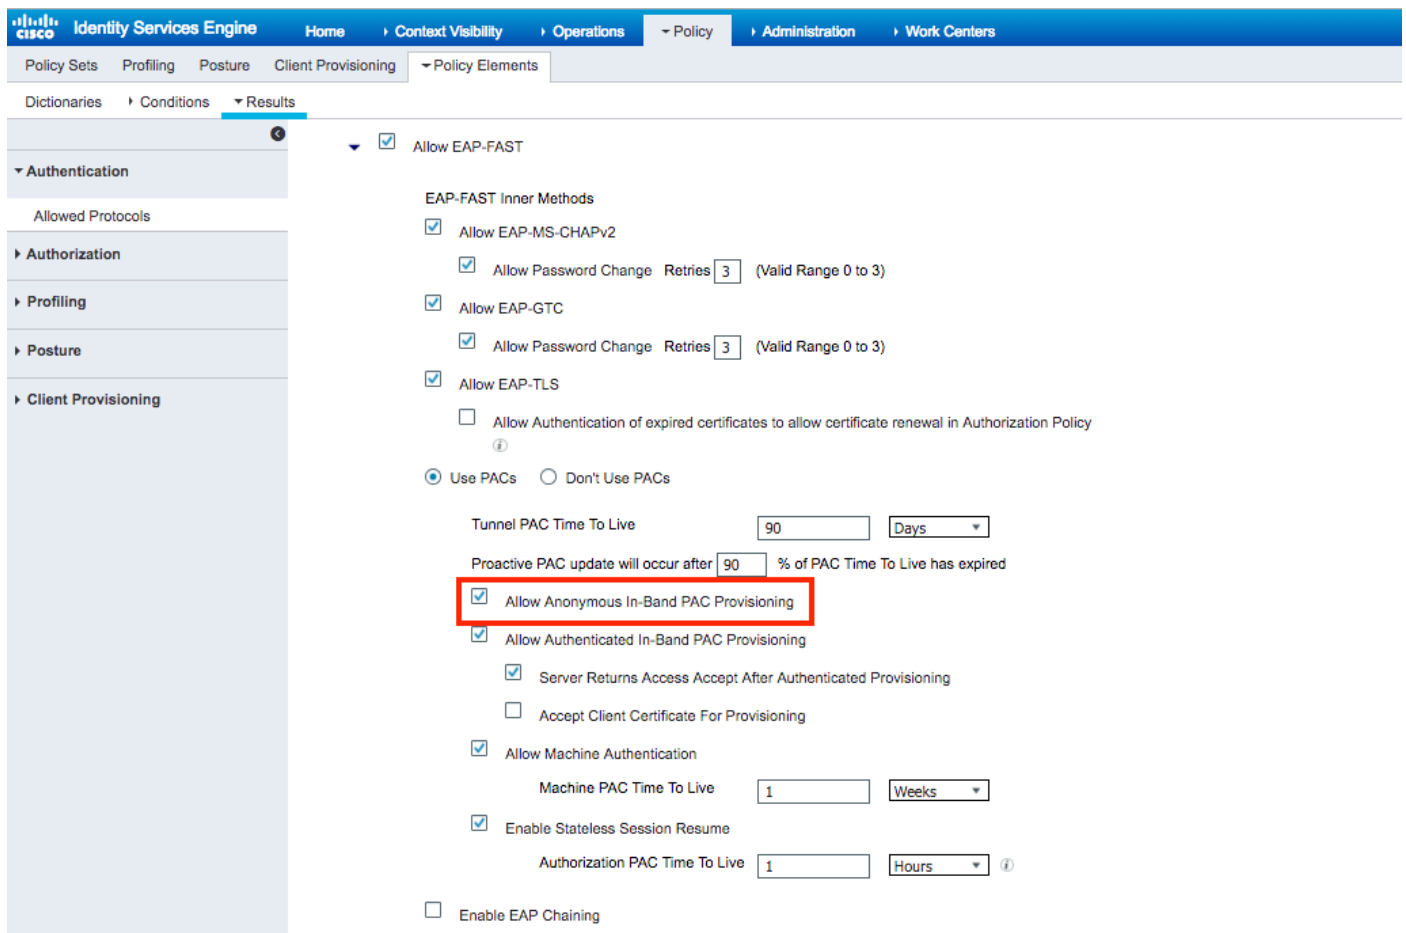 cisco Identity Services Engine Home Context Visibility Operations Policy Administration Work Centers
Policy Sets Profiling Posture Client Provisioning Policy Elements
Dictionaries Conditions Results
Authentication
Allowed Protocols
Authorization
Profiling
Posture
Client Provisioning
Allow EAP-FAST
EAP-FAST Inner Methods
Allow EAP-MS-CHAPv2
Allow Password Change Retries 3 (Valid Range 0 to 3)
Allow EAP-GTC
Allow Password Change Retries 3 (Valid Range 0 to 3)
Allow EAP-TLS
Allow Authentication of expired certificates to allow certificate renewal in Authorization Policy
i
Use PACs Don't Use PACs
Tunnel PAC Time To Live 90 Days
Proactive PAC update will occur after 90 % of PAC Time To Live has expired
Allow Anonymous In-Band PAC Provisioning
Allow Authenticated In-Band PAC Provisioning
Server Returns Access Accept After Authenticated Provisioning
Accept Client Certificate For Provisioning
Allow Machine Authentication
Machine PAC Time To Live 1 Weeks
Enable Stateless Session Resume
Authorization PAC Time To Live 1 Hours i
Enable EAP Chaining